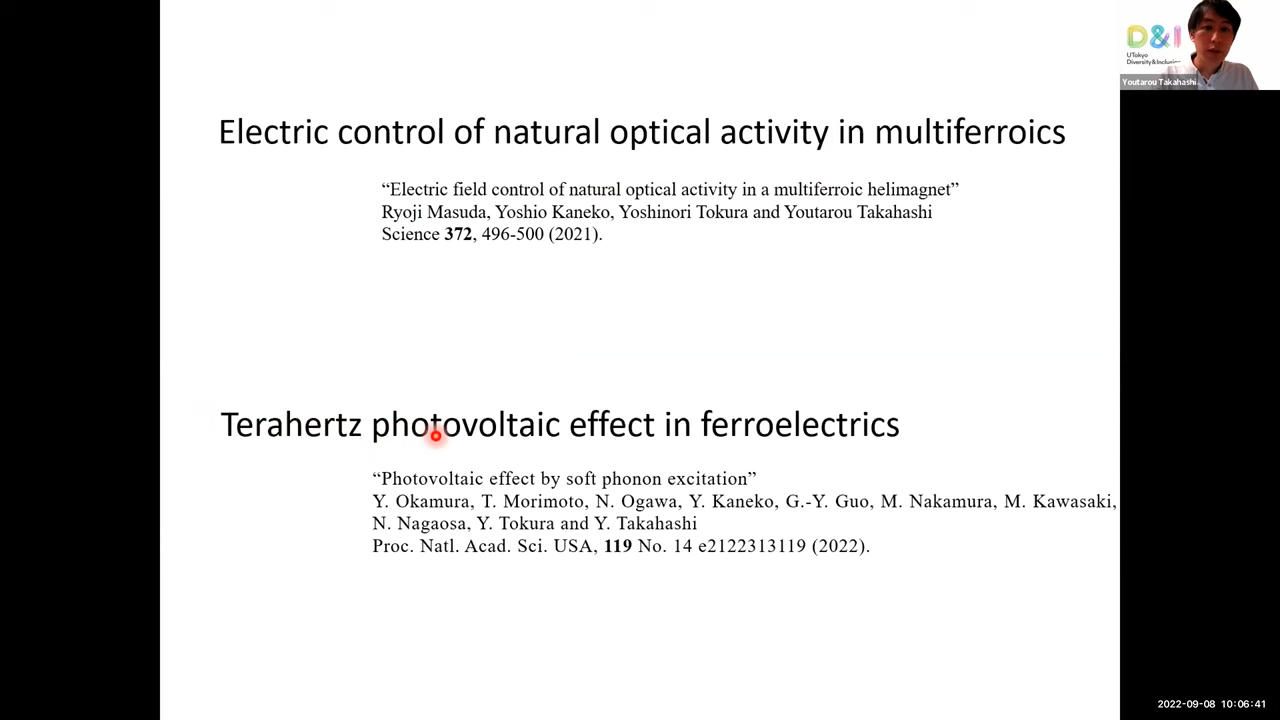 D&I
UTokyo
Diversity&Inclusion
Youtarou Takahashi
Electric control of natural optical activity in multiferroics
“Electric field control of natural optical activity in a multiferroic helimagnet”
Ryoji Masuda, Yoshio Kaneko, Yoshinori Tokura and Youtarou Takahashi
Science 372, 496-500 (2021).
Terahertz photovoltaic effect in ferroelectrics
“Photovoltaic effect by soft phonon excitation”
Y. Okamura, T. Morimoto, N. Ogawa, Y. Kaneko, G.-Y. Guo, M. Nakamura, M. Kawasaki,
N. Nagaosa, Y. Tokura and Y. Takahashi
Proc. Natl. Acad. Sci. USA, 119 No. 14 e2122313119 (2022).
2022-09-08 10:06:41